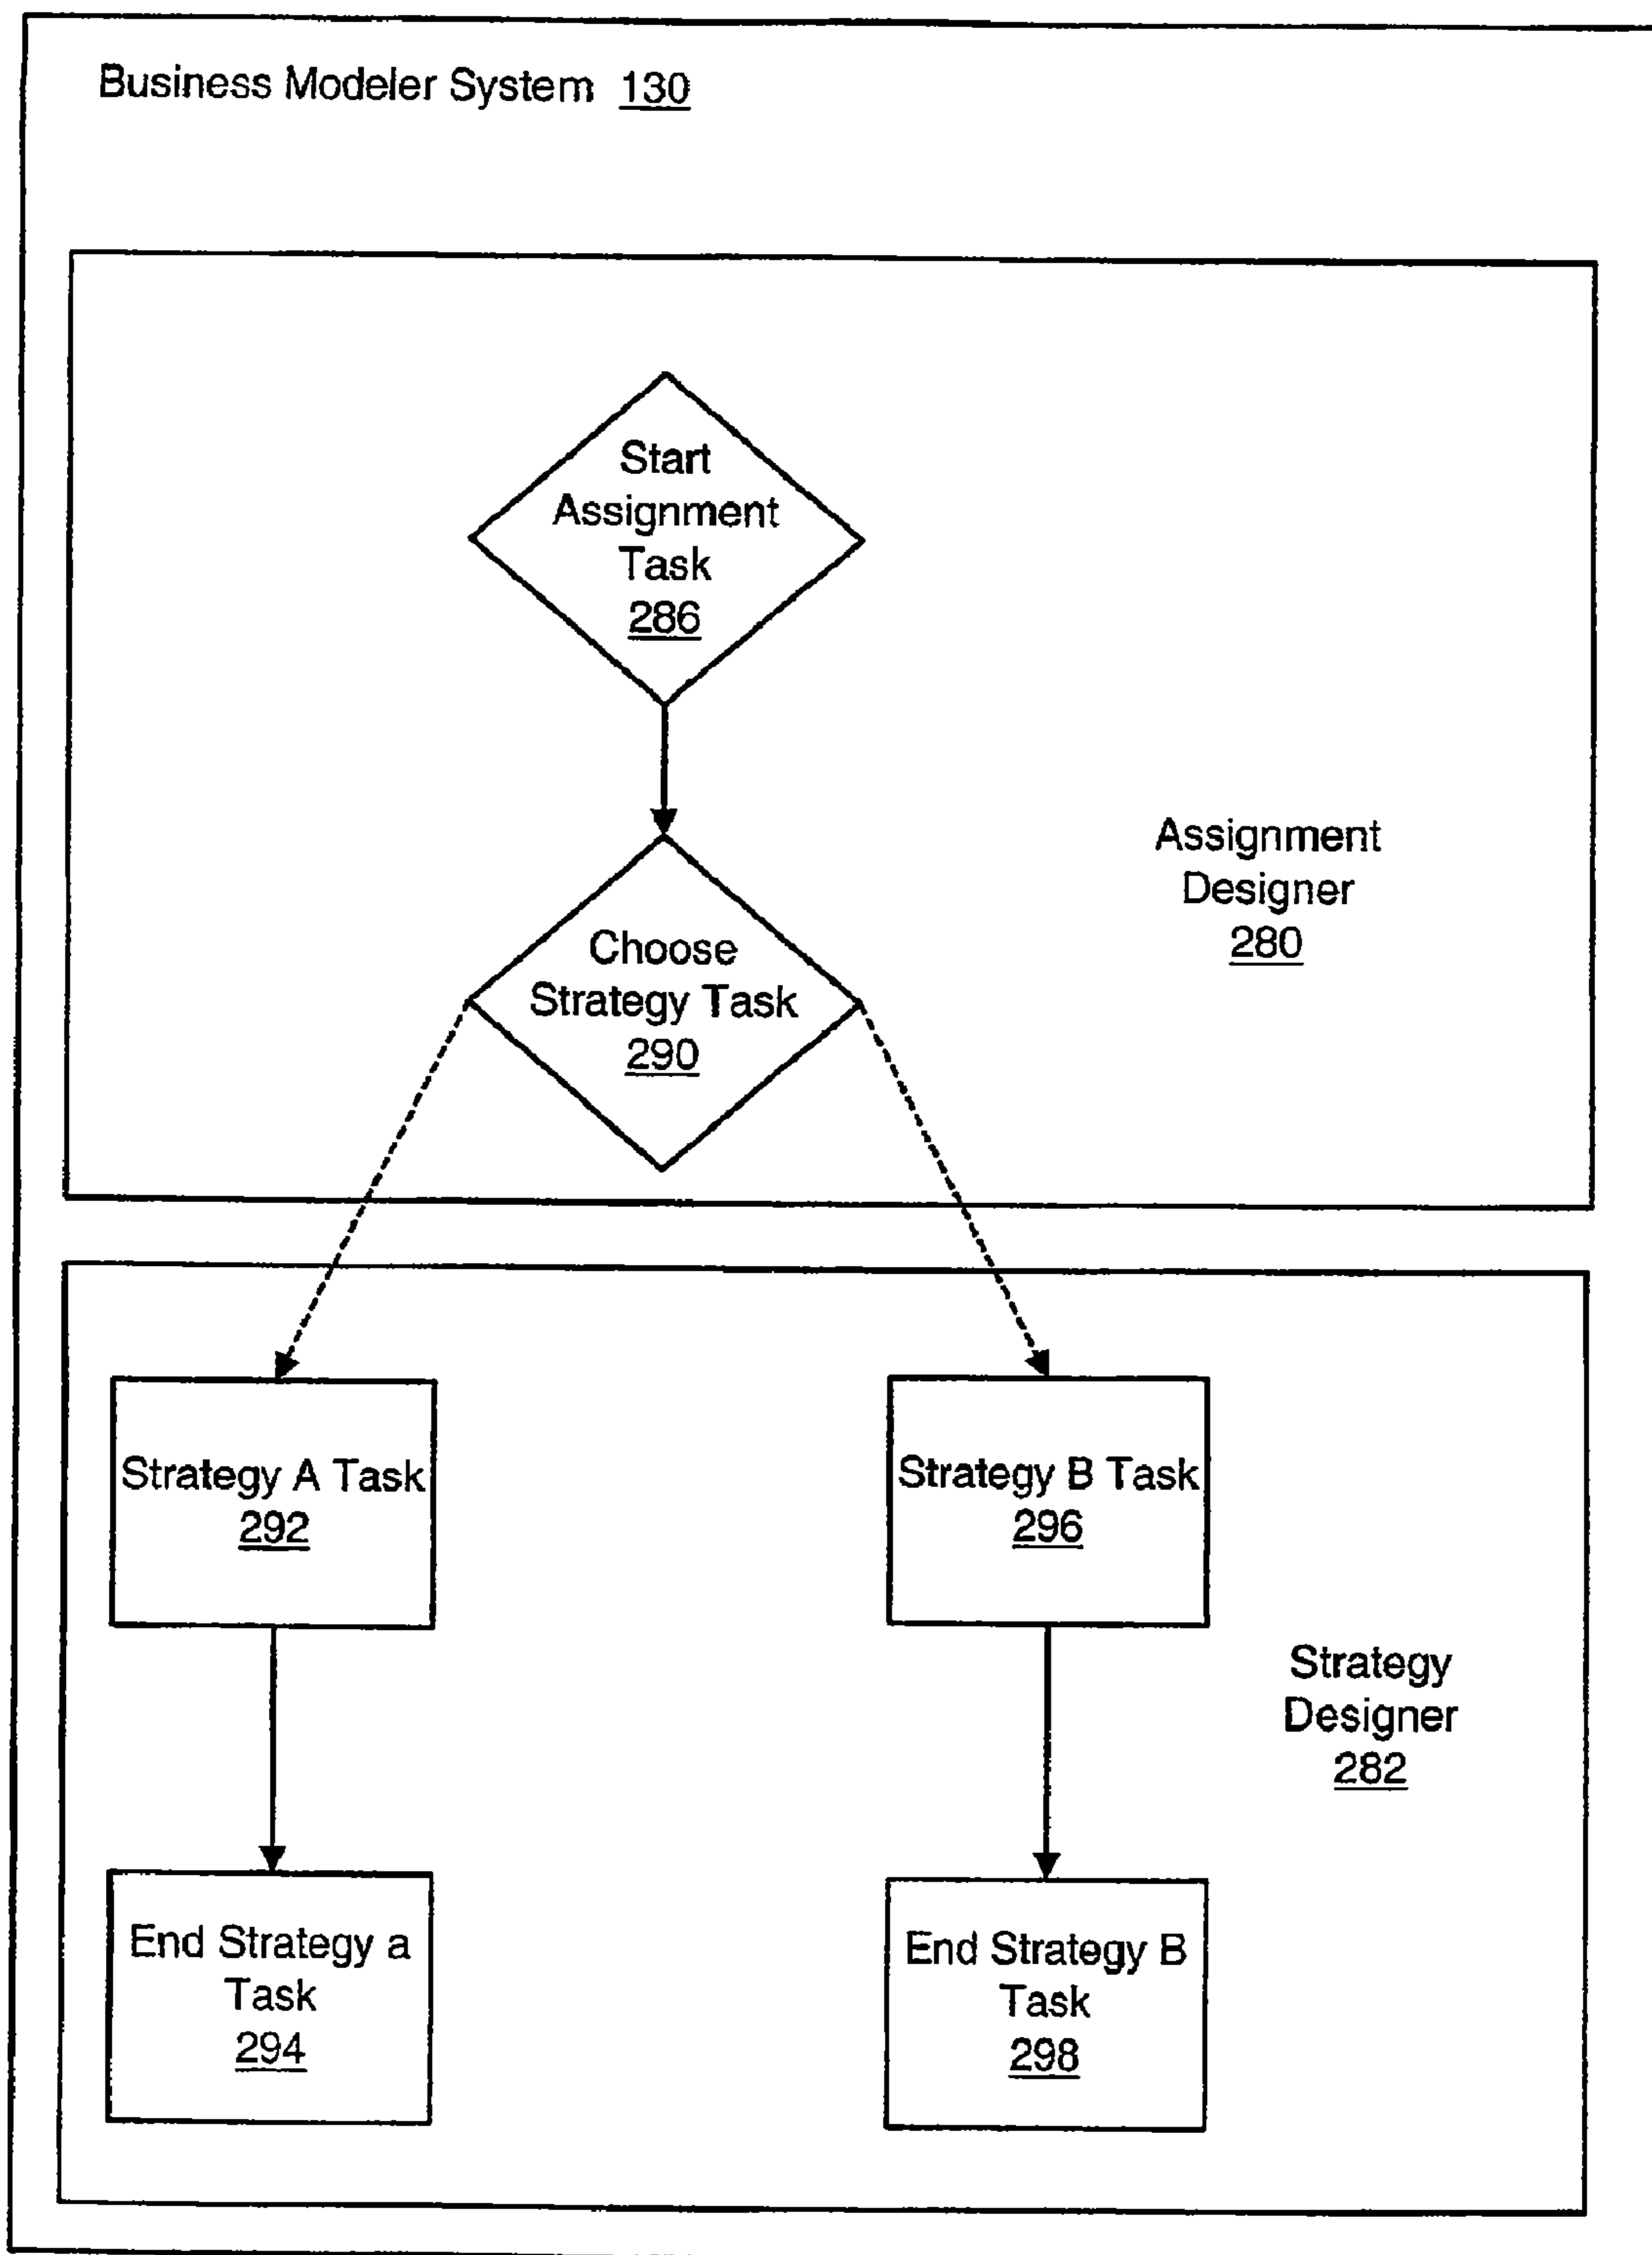 Business Modeler System 130
Start
Assignment
Task
286
Assignment
Designer
280
Choose
Strategy Task
290
Strategy A Task
292
Strategy B Task
296
Strategy
Designer
282
End Strategy a
Task
294
End Strategy B
Task
298